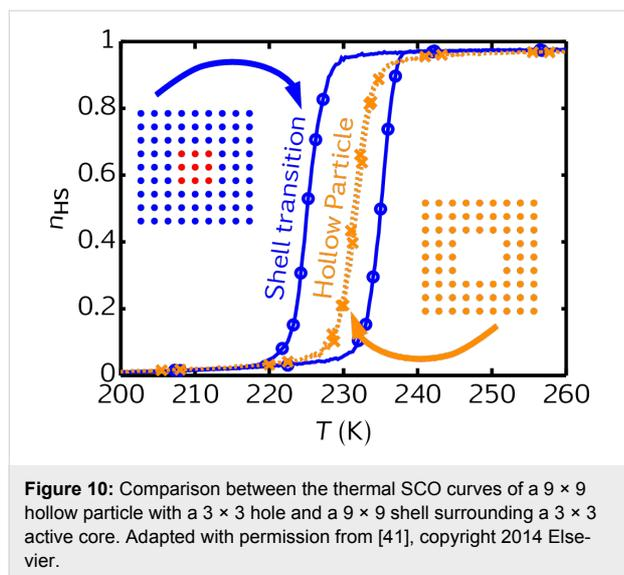 1
0.8
0.6
0.4
0.2
0
nHS
Shell transition
Hollow Particle
200 210 220 230 240 250 260
T (K)
Figure 10: Comparison between the thermal SCO curves of a 9 × 9
hollow particle with a 3 × 3 hole and a 9 × 9 shell surrounding a 3 × 3
active core. Adapted with permission from [41], copyright 2014 Else-
vier.